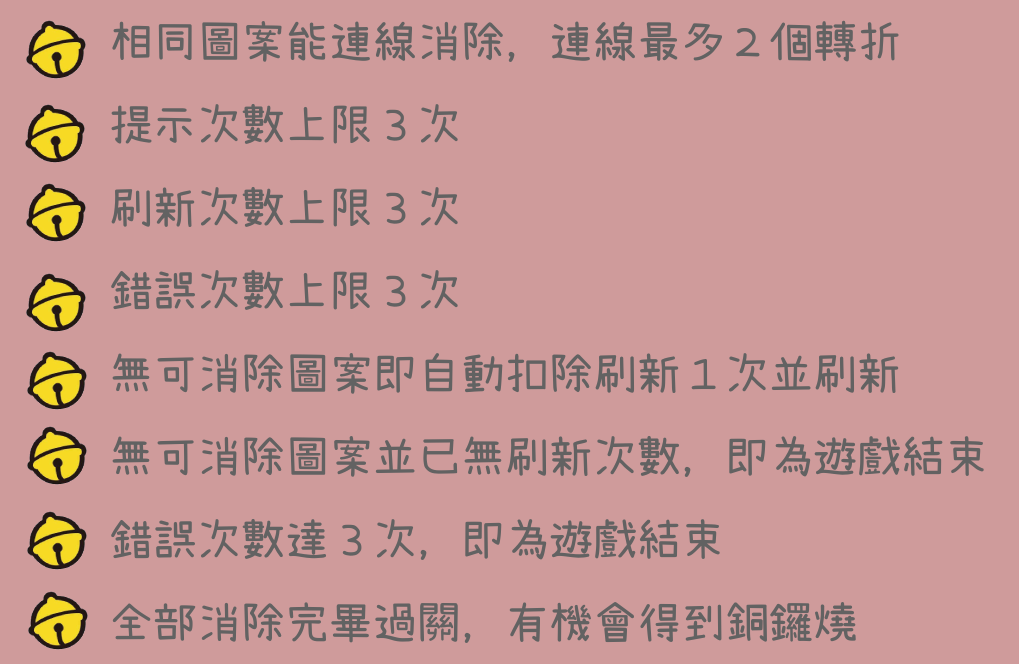 相同圖案能連線消除，連線最多2個轉折
提示次數上限3次
刷新次數上限3次
錯誤次數上限3次
無可消除圖案即自動扣除刷新1次並刷新
無可消除圖案並已無刷新次數，即為遊戲結束
錯誤次數達3次，即為遊戲結束
全部消除完畢過關，有機會得到銅鑼燒